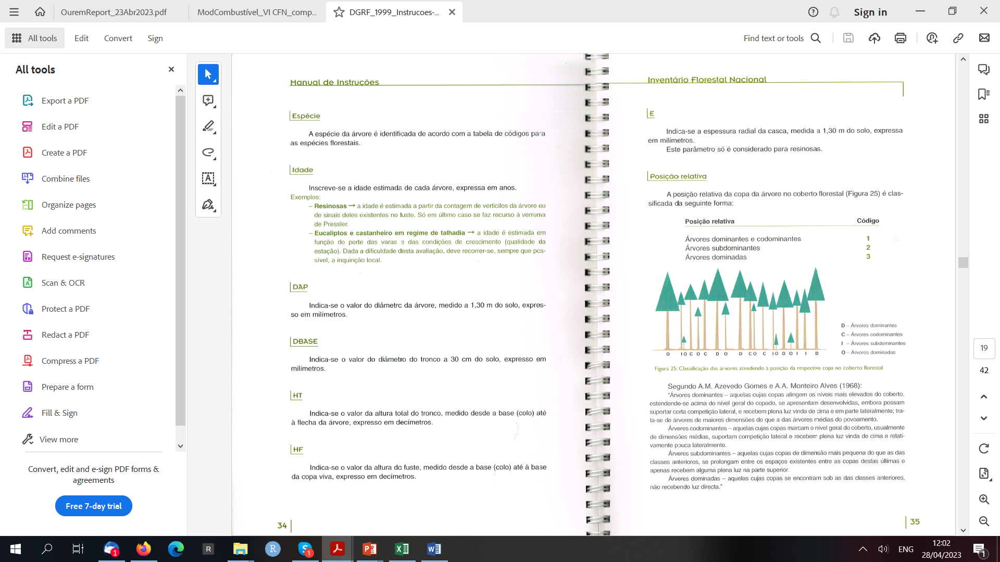 OuremReport_23Abr2023.pdf
ModCombustível_VI CFN_comp...
DGRF_1999_Instrucoes-...
Sign in
All tools
Edit
Convert
Sign
Find text or tools
All tools
Export a PDF
Edit a PDF
Create a PDF
Combine files
Organize pages
Add comments
Request e-signatures
Scan & OCR
Protect a PDF
Redact a PDF
Compress a PDF
Prepare a form
Fill & Sign
View more
Convert, edit and e-sign PDF forms &
agreements
Free 7-day trial
Manual de Instruções
Espécie
A espécie da árvore é identificada de acordo com a tabela de códigos para
as espécies florestais.
Idade
Inscreve-se a idade estimada de cada árvore, expressa em anos.
Exemplos:
– Resinosas → a idade é estimada a partir da contagem de verticilos da árvore ou
de sinais deles existentes no fuste. Só em último caso se faz recurso à verruma
de Pressler.
– Eucaliptos e castanheiro em regime de talhadia → a idade é estimada em
função do porte das varas e das condições de crescimento (qualidade da
estação). Dada a dificuldade desta avaliação, deve recorrer-se, sempre que pos-
sível, a inquirição local.
DAP
Indica-se o valor do diâmetro da árvore, medido a 1,30 m do solo, expres-
so em milímetros.
DBASE
Indica-se o valor do diâmetro do tronco a 30 cm do solo, expresso em
milímetros.
HT
Indica-se o valor da altura total do tronco, medido desde a base (colo) até
à flecha da árvore, expresso em decímetros.
HF
Indica-se o valor da altura do fuste, medido desde a base (colo) até à base
da copa viva, expresso em decímetros.
34
Inventário Florestal Nacional
E
Indica-se a espessura radial da casca, medida a 1,30 m do solo, expressa
em milímetros.
Este parâmetro só é considerado para resinosas.
Posição relativa
A posição relativa da copa da árvore no coberto florestal (Figura 25) é clas-
sificada da seguinte forma:
Posição relativa Código
Árvores dominantes e codominantes 1
Árvores subdominantes 2
Árvores dominadas 3
D – Árvores dominantes
C – Árvores codominantes
I – Árvores subdominantes
O – Árvores dominadas
D I O C O C D O D C O C I O D O I I D
Figura 25: Classificação das árvores atendendo à posição da respectiva copa no coberto florestal
Segundo A.M. Azevedo Gomes e A.A. Monteiro Alves (1968):
"Árvores dominantes – aquelas cujas copas atingem os níveis mais elevados do coberto,
estendendo-se acima do nível geral do copado, se apresentam desenvolvidas, embora possam
suportar certa competição lateral, e recebem plena luz vinda de cima e em parte lateralmente; tra-
ta-se de árvores de maiores dimensões do que a das árvores médias do povoamento.
Árvores codominantes – aquelas cujas copas marcam o nível geral do coberto, usualmente
de dimensões médias, suportam competição lateral e recebem plena luz vinda de cima e relati-
vamente pouca lateralmente.
Árvores subdominantes – aquelas cujas copas de dimensão mais pequena do que as das
classes anteriores, se prolongam entre os espaços existentes entre as copas destas últimas e
apenas recebem alguma plena luz na parte superior.
Árvores dominadas – aquelas cujas copas se encontram sob as das classes anteriores,
não recebendo luz directa."
35
19
42
ENG
12:02
28/04/2023